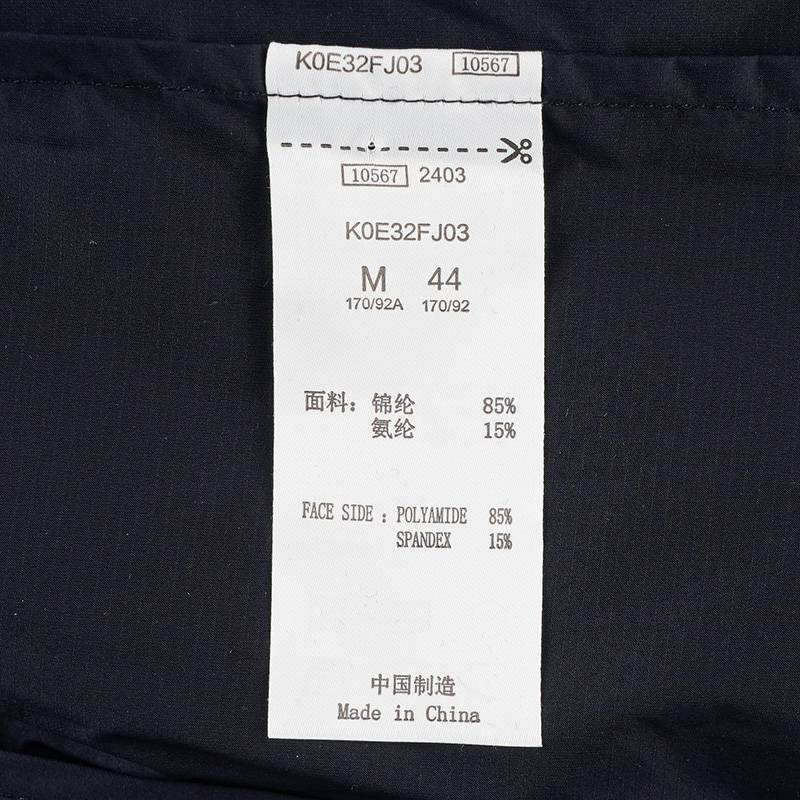 K0E32FJ03 10567
10567 2403
K0E32FJ03
M 44
170/92A 170/92
面料：锦纶 85%
氨纶 15%
FACE SIDE : POLYAMIDE 85%
SPANDEX 15%
中国制造
Made in China